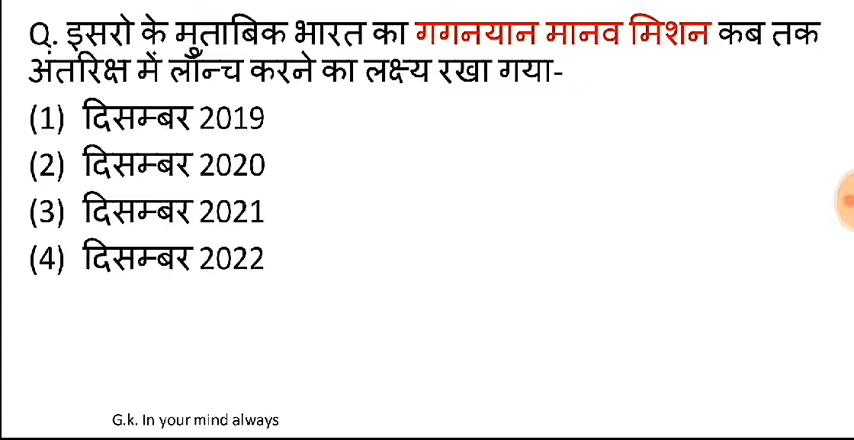 Q. इसरो के मुताबिक भारत का गगनयान मानव मिशन कब तक
अंतरिक्ष में लॉन्च करने का लक्ष्य रखा गया-
(1) दिसम्बर 2019
(2) दिसम्बर 2020
(3) दिसम्बर 2021
(4) दिसम्बर 2022
G.k. In your mind always